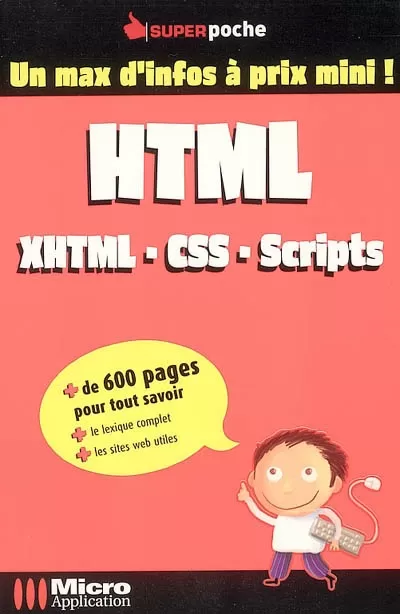 SUPERpoche
Un max d'infos à prix mini !
HTML
XHTML - CSS - Scripts
+ de 600 pages
pour tout savoir
+ le lexique complet
+ les sites web utiles
Micro
Application